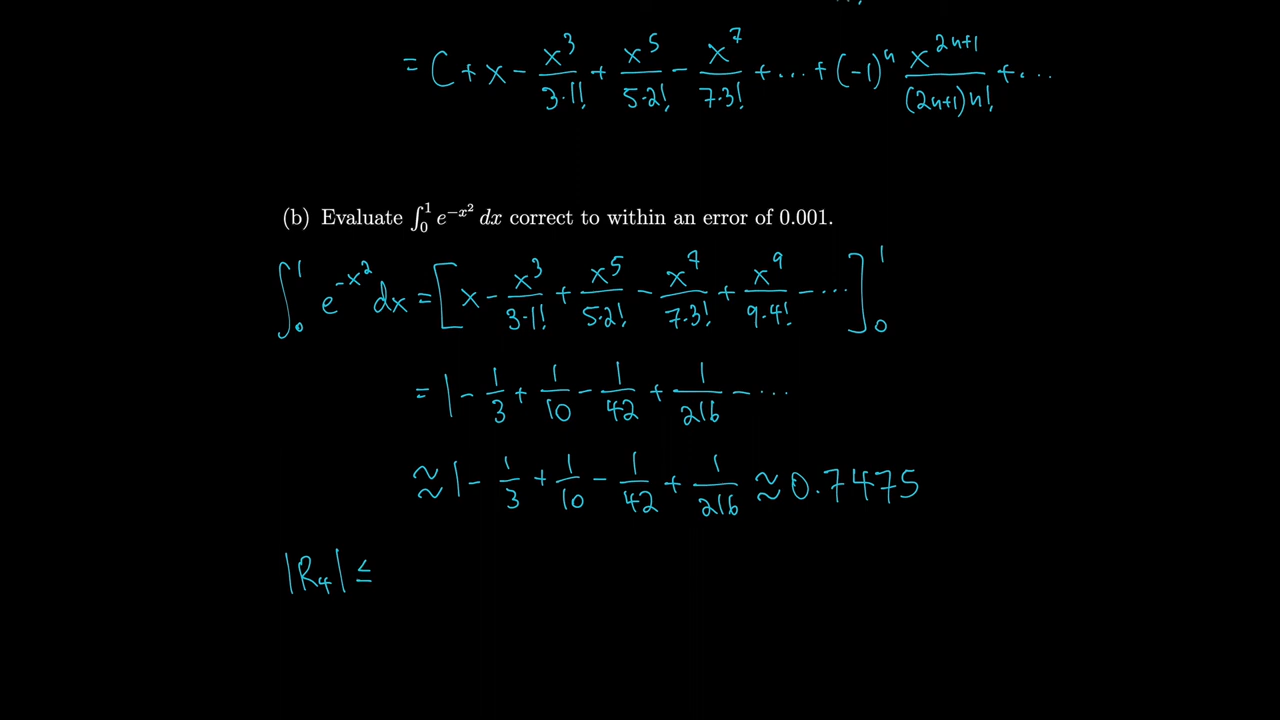 = C + x - x^3/(3·1!) + x^5/(5·2!) - x^7/(7·3!) + ... + (-1)^n x^(2n+1)/((2n+1)n!) + ...
(b) Evaluate ∫_0^1 e^(-x^2) dx correct to within an error of 0.001.
∫_0^1 e^(-x^2) dx = [x - x^3/(3·1!) + x^5/(5·2!) - x^7/(7·3!) + x^9/(9·4!) - ...]_0^1
= 1 - 1/3 + 1/10 - 1/42 + 1/216 - ...
≈ 1 - 1/3 + 1/10 - 1/42 + 1/216 ≈ 0.7475
|R_4| ≤